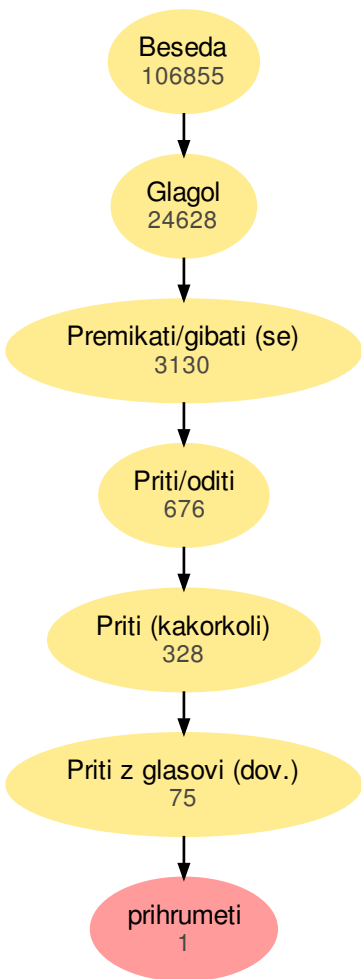 Beseda
106855
Glagol
24628
Premikati/gibati (se)
3130
Priti/oditi
676
Priti (kakorkoli)
328
Priti z glasovi (dov.)
75
prihrumeti
1